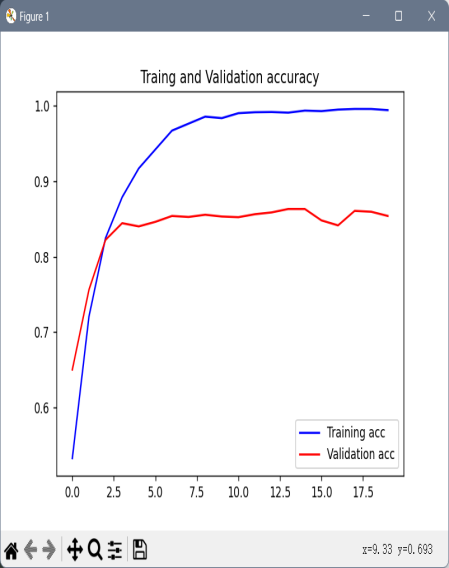 Figure 1
Traing and Validation accuracy
1.0
0.9
0.8
0.7
0.6
Training acc
Validation acc
0.0 2.5 5.0 7.5 10.0 12.5 15.0 17.5
x=9.33 y=0.693